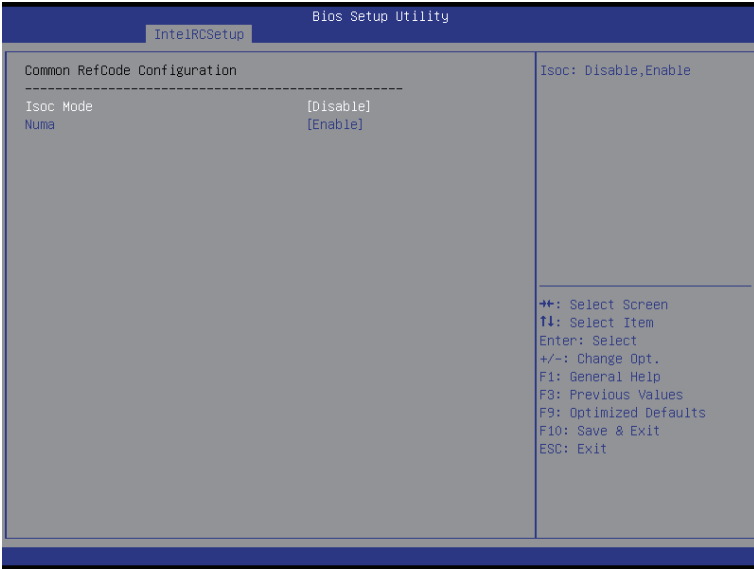 Bios Setup Utility
IntelRCSetup
Common RefCode Configuration
--------------------------------------------------
Isoc Mode [Disable]
Numa [Enable]
Isoc: Disable,Enable
→←: Select Screen
↑↓: Select Item
Enter: Select
+/-: Change Opt.
F1: General Help
F3: Previous Values
F9: Optimized Defaults
F10: Save & Exit
ESC: Exit